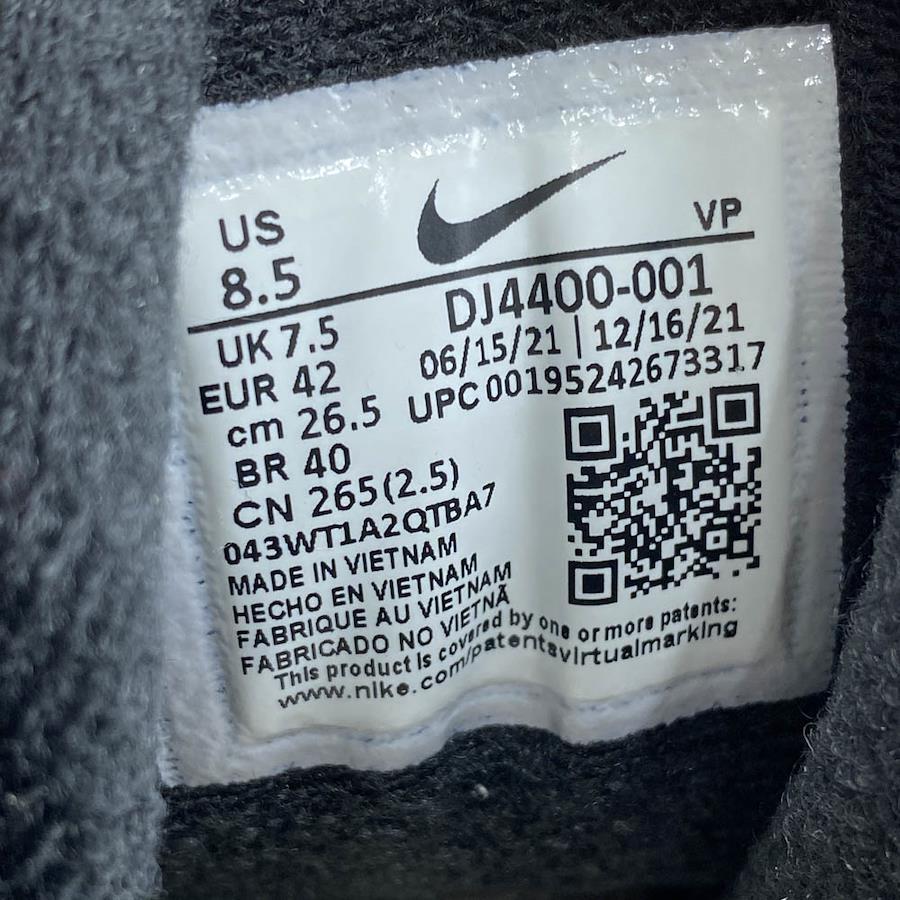 US
8.5
VP
DJ4400-001
06/15/21 | 12/16/21
UPC 00195242673317
UK 7.5
EUR 42
cm 26.5
BR 40
CN 265(2.5)
043WT1A2QTBA7
MADE IN VIETNAM
HECHO EN VIETNAM
FABRIQUE AU VIETNAM
FABRICADO NO VIETNÃ
This product is covered by one or more patents:
www.nike.com/patentsvirtualmarking